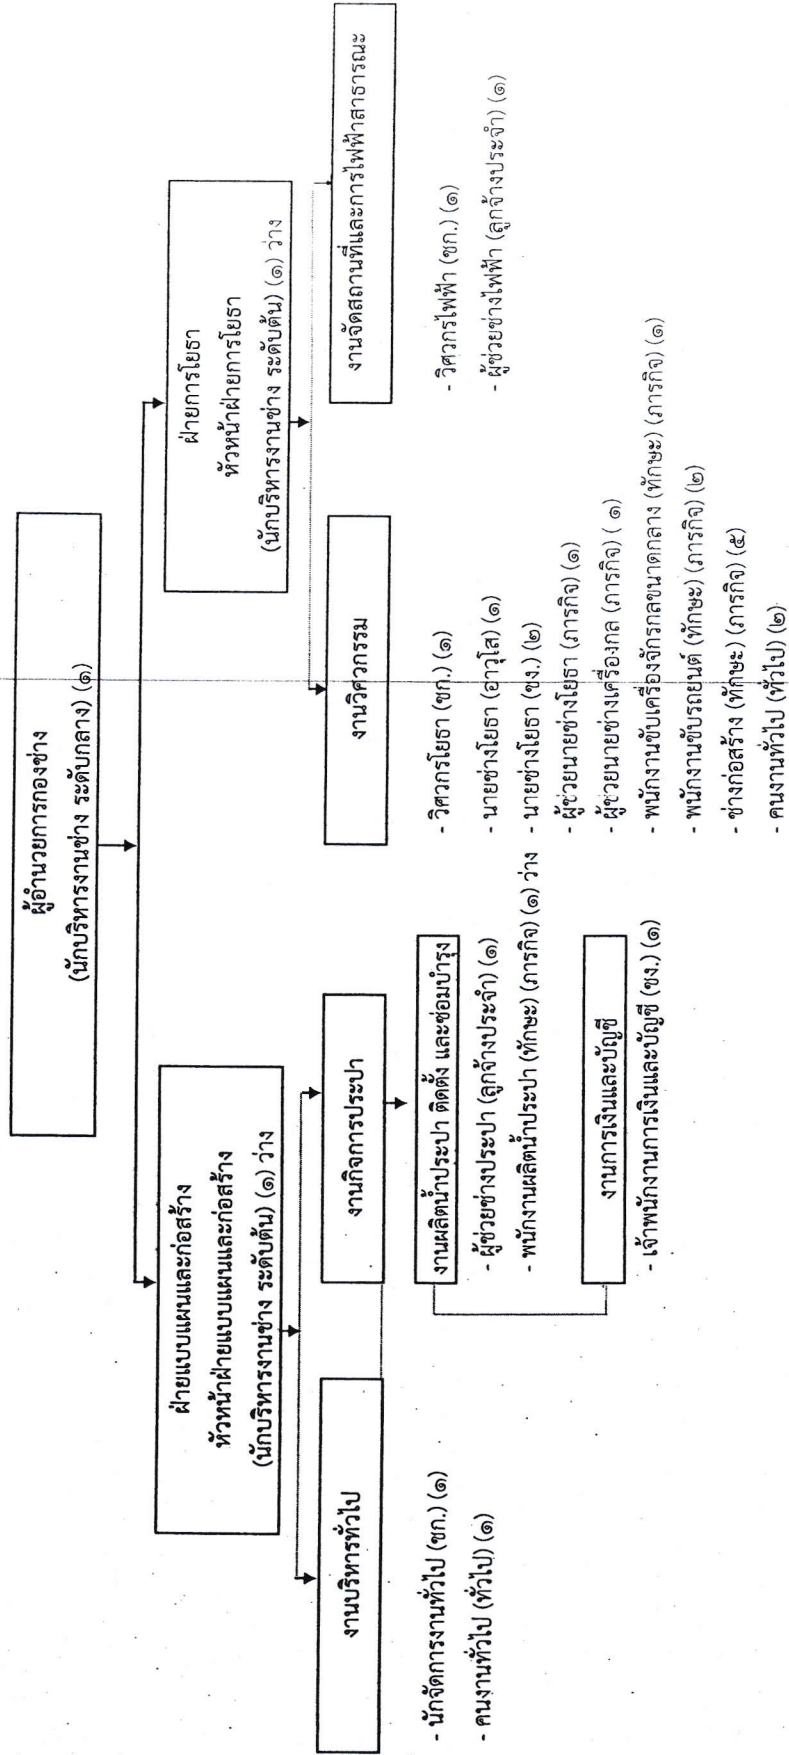 ผู้อำนวยการกองช่าง
(นักบริหารงานช่าง ระดับกลาง) (๑)
ฝ่ายแบบแผนและก่อสร้าง
หัวหน้าฝ่ายแบบแผนและก่อสร้าง
(นักบริหารงานช่าง ระดับต้น) (๑) ว่าง
ฝ่ายการโยธา
หัวหน้าฝ่ายการโยธา
(นักบริหารงานช่าง ระดับต้น) (๑) ว่าง
งานบริหารทั่วไป
- นักจัดการงานทั่วไป (ชก.) (๑)
- คนงานทั่วไป (ทั่วไป) (๑)
งานกิจการประปา
งานผลิตน้ำประปา ติดตั้ง และซ่อมบำรุง
- ผู้ช่วยช่างประปา (ลูกจ้างประจำ) (๑)
- พนักงานผลิตน้ำประปา (ทักษะ) (ภารกิจ) (๑) ว่าง
งานการเงินและบัญชี
- เจ้าพนักงานการเงินและบัญชี (ชง.) (๑)
งานวิศวกรรม
- วิศวกรโยธา (ชก.) (๑)
- นายช่างโยธา (อาวุโส) (๑)
- นายช่างโยธา (ชง.) (๒)
- ผู้ช่วยนายช่างโยธา (ภารกิจ) (๑)
- ผู้ช่วยนายช่างเครื่องกล (ภารกิจ) ( ๑)
- พนักงานขับเครื่องจักรกลขนาดกลาง (ทักษะ) (ภารกิจ) (๑)
- พนักงานขับรถยนต์ (ทักษะ) (ภารกิจ) (๒)
- ช่างก่อสร้าง (ทักษะ) (ภารกิจ) (๕)
- คนงานทั่วไป (ทั่วไป) (๒)
งานจัดสถานที่และการไฟฟ้าสาธารณะ
- วิศวกรไฟฟ้า (ชก.) (๑)
- ผู้ช่วยช่างไฟฟ้า (ลูกจ้างประจำ) (๑)